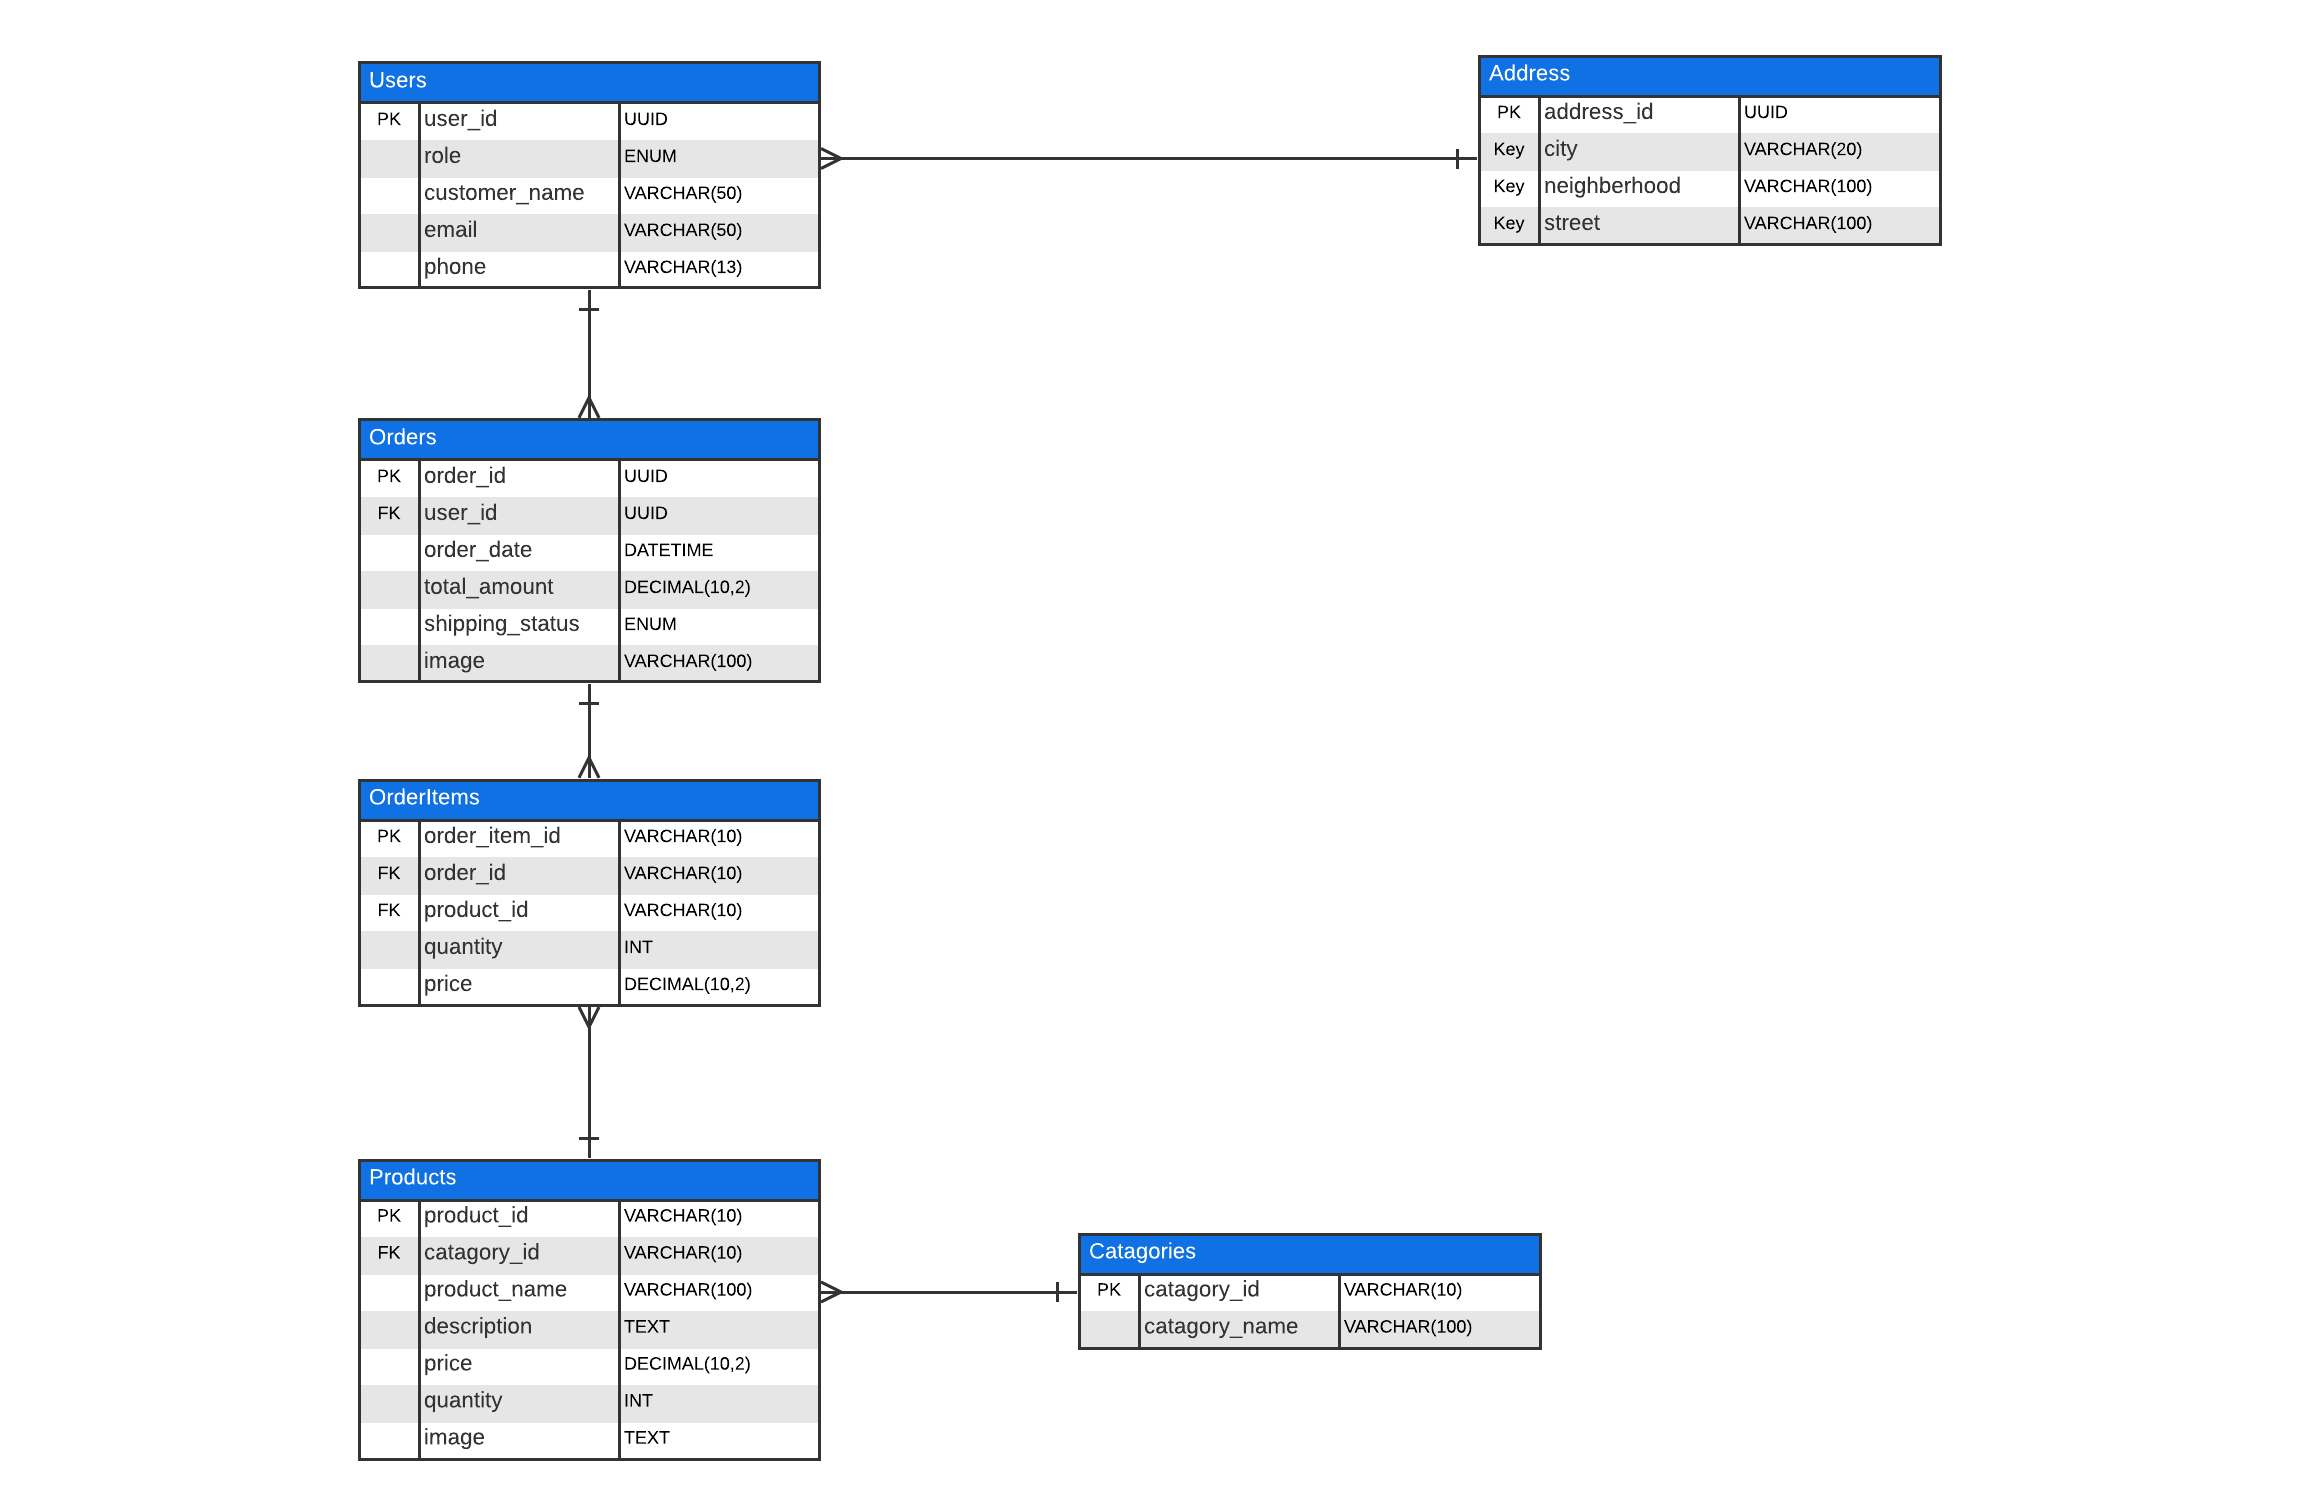 Users
PK user_id UUID
role ENUM
customer_name VARCHAR(50)
email VARCHAR(50)
phone VARCHAR(13)
Address
PK address_id UUID
Key city VARCHAR(20)
Key neighberhood VARCHAR(100)
Key street VARCHAR(100)
Orders
PK order_id UUID
FK user_id UUID
order_date DATETIME
total_amount DECIMAL(10,2)
shipping_status ENUM
image VARCHAR(100)
OrderItems
PK order_item_id VARCHAR(10)
FK order_id VARCHAR(10)
FK product_id VARCHAR(10)
quantity INT
price DECIMAL(10,2)
Products
PK product_id VARCHAR(10)
FK catagory_id VARCHAR(10)
product_name VARCHAR(100)
description TEXT
price DECIMAL(10,2)
quantity INT
image TEXT
Catagories
PK catagory_id VARCHAR(10)
catagory_name VARCHAR(100)